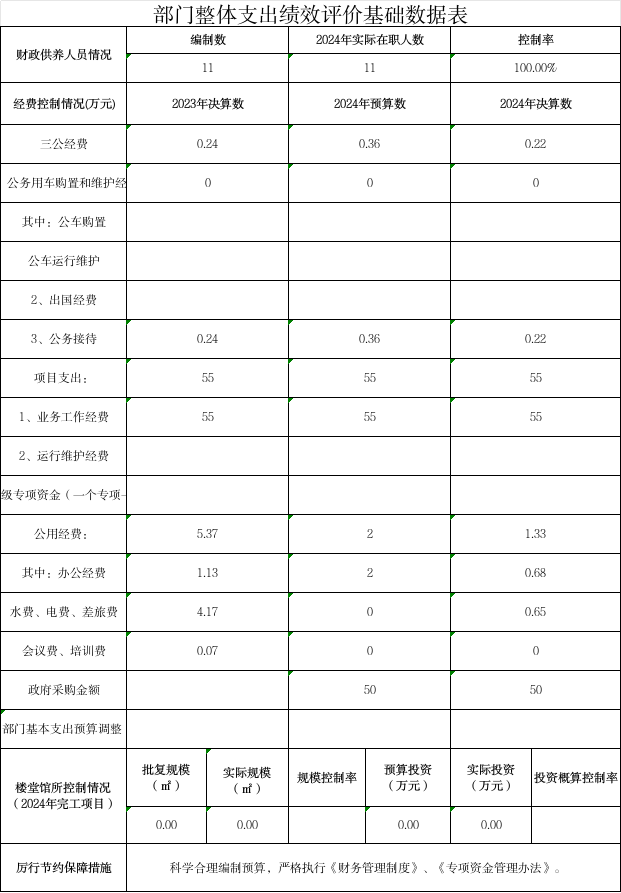 部门整体支出绩效评价基础数据表
财政供养人员情况 编制数 2024年实际在职人数 控制率
11 11 100.00%
经费控制情况(万元) 2023年决算数 2024年预算数 2024年决算数
三公经费 0.24 0.36 0.22
公务用车购置和维护经 0 0 0
其中：公车购置
公车运行维护
2、出国经费
3、公务接待 0.24 0.36 0.22
项目支出： 55 55 55
1、业务工作经费 55 55 55
2、运行维护经费
级专项资金（一个专项一
公用经费： 5.37 2 1.33
其中：办公经费 1.13 2 0.68
水费、电费、差旅费 4.17 0 0.65
会议费、培训费 0.07 0 0
政府采购金额 50 50
部门基本支出预算调整
楼堂馆所控制情况
（2024年完工项目）
批复规模
（㎡）
实际规模
（㎡）
规模控制率
预算投资
（万元）
实际投资
（万元）
投资概算控制率
0.00 0.00 0.00 0.00
厉行节约保障措施 科学合理编制预算，严格执行《财务管理制度》、《专项资金管理办法》。